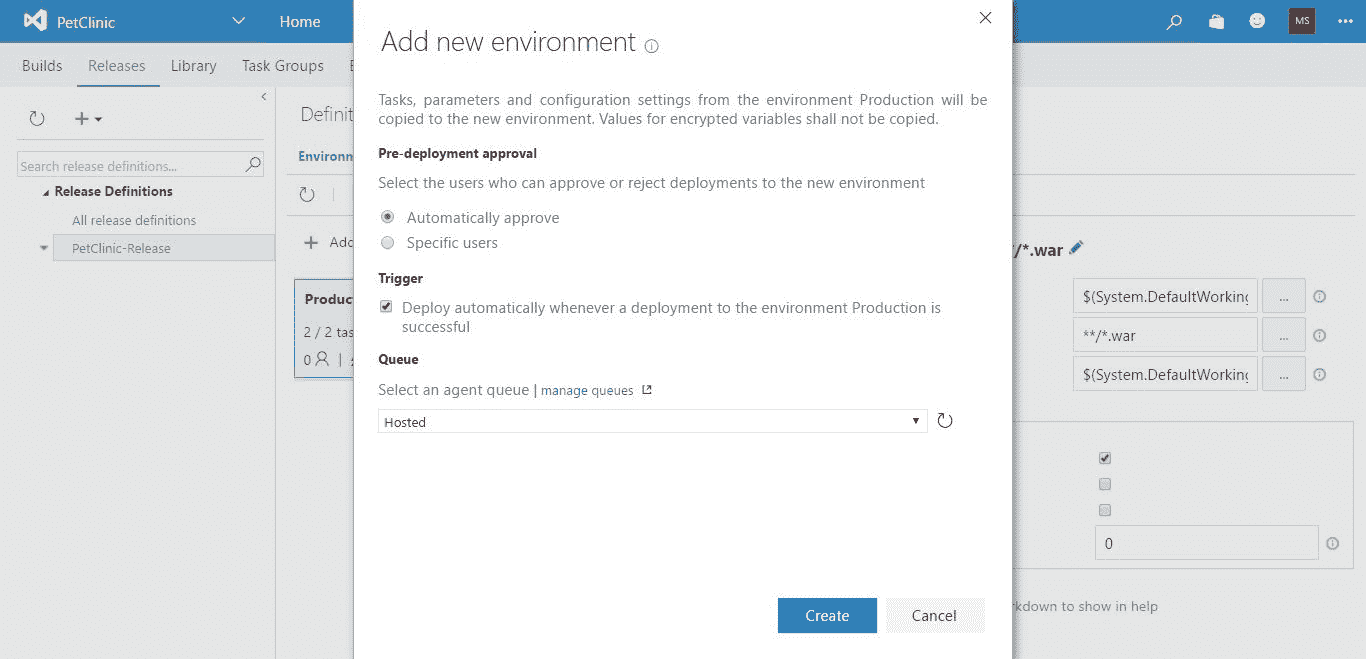 PetClinic
Home
MS
Builds
Releases
Library
Task Groups
Search release definitions...
Release Definitions
All release definitions
PetClinic-Release
Definit
Environm
Add
Produc
2 / 2 tas
0
Add new environment
Tasks, parameters and configuration settings from the environment Production will be
copied to the new environment. Values for encrypted variables shall not be copied.
Pre-deployment approval
Select the users who can approve or reject deployments to the new environment
Automatically approve
Specific users
Trigger
Deploy automatically whenever a deployment to the environment Production is
successful
Queue
Select an agent queue | manage queues
Hosted
Create
Cancel
/*.war
$(System.DefaultWorking
...
**/*.war
...
$(System.DefaultWorking
...
0
rkdown to show in help